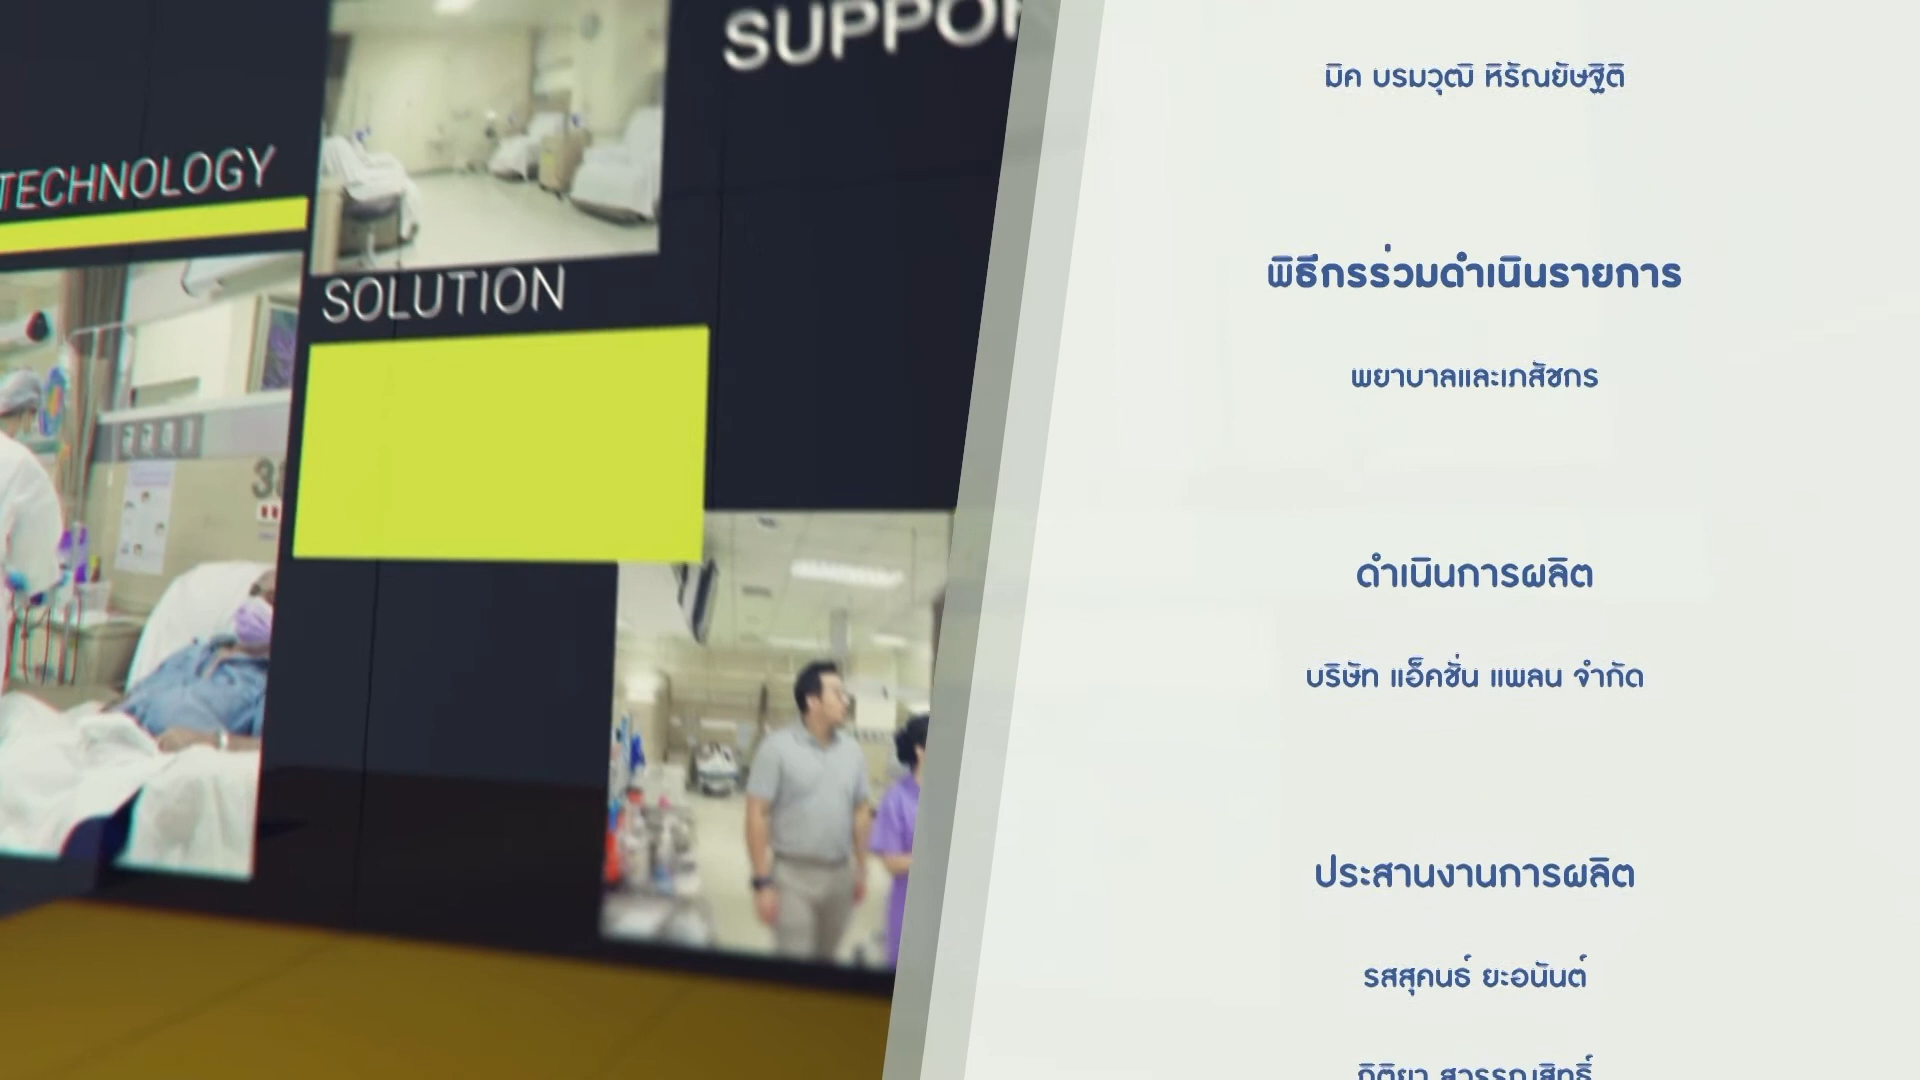 SUPPOR
TECHNOLOGY
SOLUTION
มิค บรมวุฒิ หิรัณยัษฐิติ
พิธีกรร่วมดำเนินรายการ
พยาบาลและเภสัชกร
ดำเนินการผลิต
บริษัท แอ็คชั่น แพลน จำกัด
ประสานงานการผลิต
รสสุคนธ์ ยะอนันต์